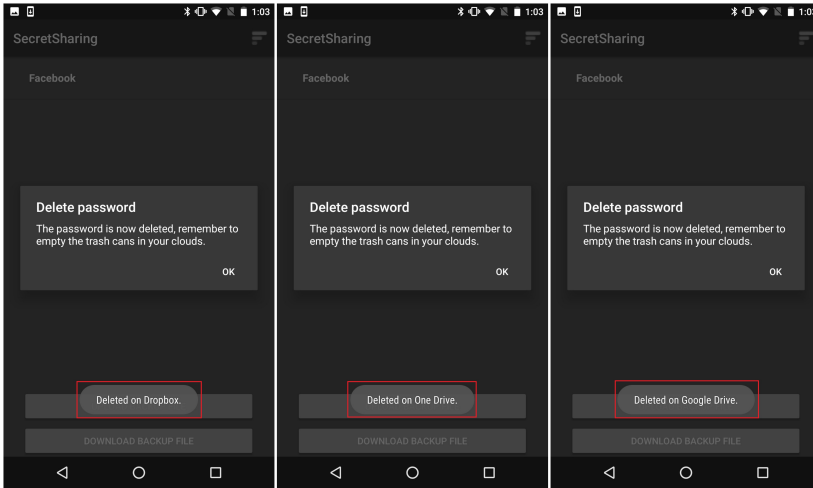 1:03
SecretSharing
Facebook
Delete password
The password is now deleted, remember to
empty the trash cans in your clouds.
OK
Deleted on Dropbox.
DOWNLOAD BACKUP FILE
1:03
SecretSharing
Facebook
Delete password
The password is now deleted, remember to
empty the trash cans in your clouds.
OK
Deleted on One Drive.
DOWNLOAD BACKUP FILE
1:03
SecretSharing
Facebook
Delete password
The password is now deleted, remember to
empty the trash cans in your clouds.
OK
Deleted on Google Drive.
DOWNLOAD BACKUP FILE